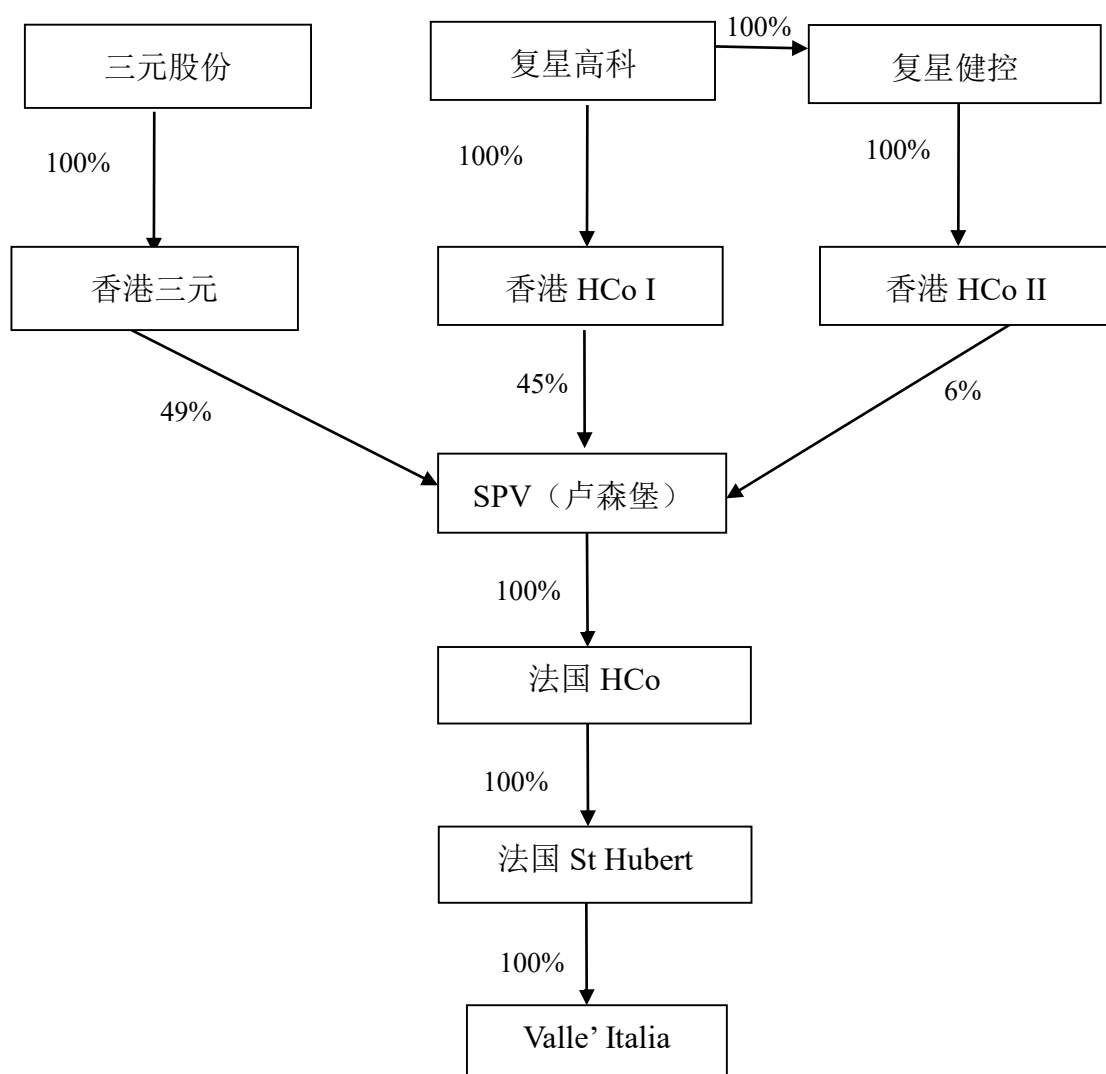 100%
三元股份
复星高科
复星健控
100%
100%
100%
香港三元
香港 HCo I
香港 HCo II
49%
45%
6%
SPV（卢森堡）
100%
法国 HCo
100%
法国 St Hubert
100%
Valle’ Italia